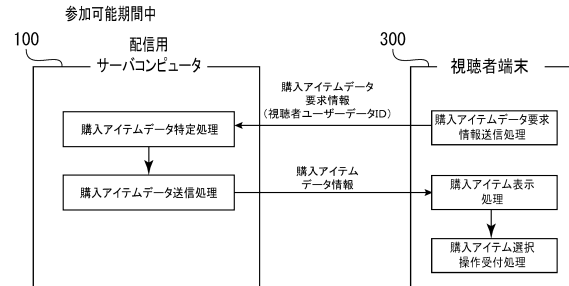 参加可能期間中
100
配信用
サーバコンピュータ
300
視聴者端末
購入アイテムデータ
要求情報
（視聴者ユーザーデータID）
購入アイテムデータ要求
情報送信処理
購入アイテムデータ特定処理
購入アイテムデータ送信処理
購入アイテム
データ情報
購入アイテム表示
処理
購入アイテム選択
操作受付処理